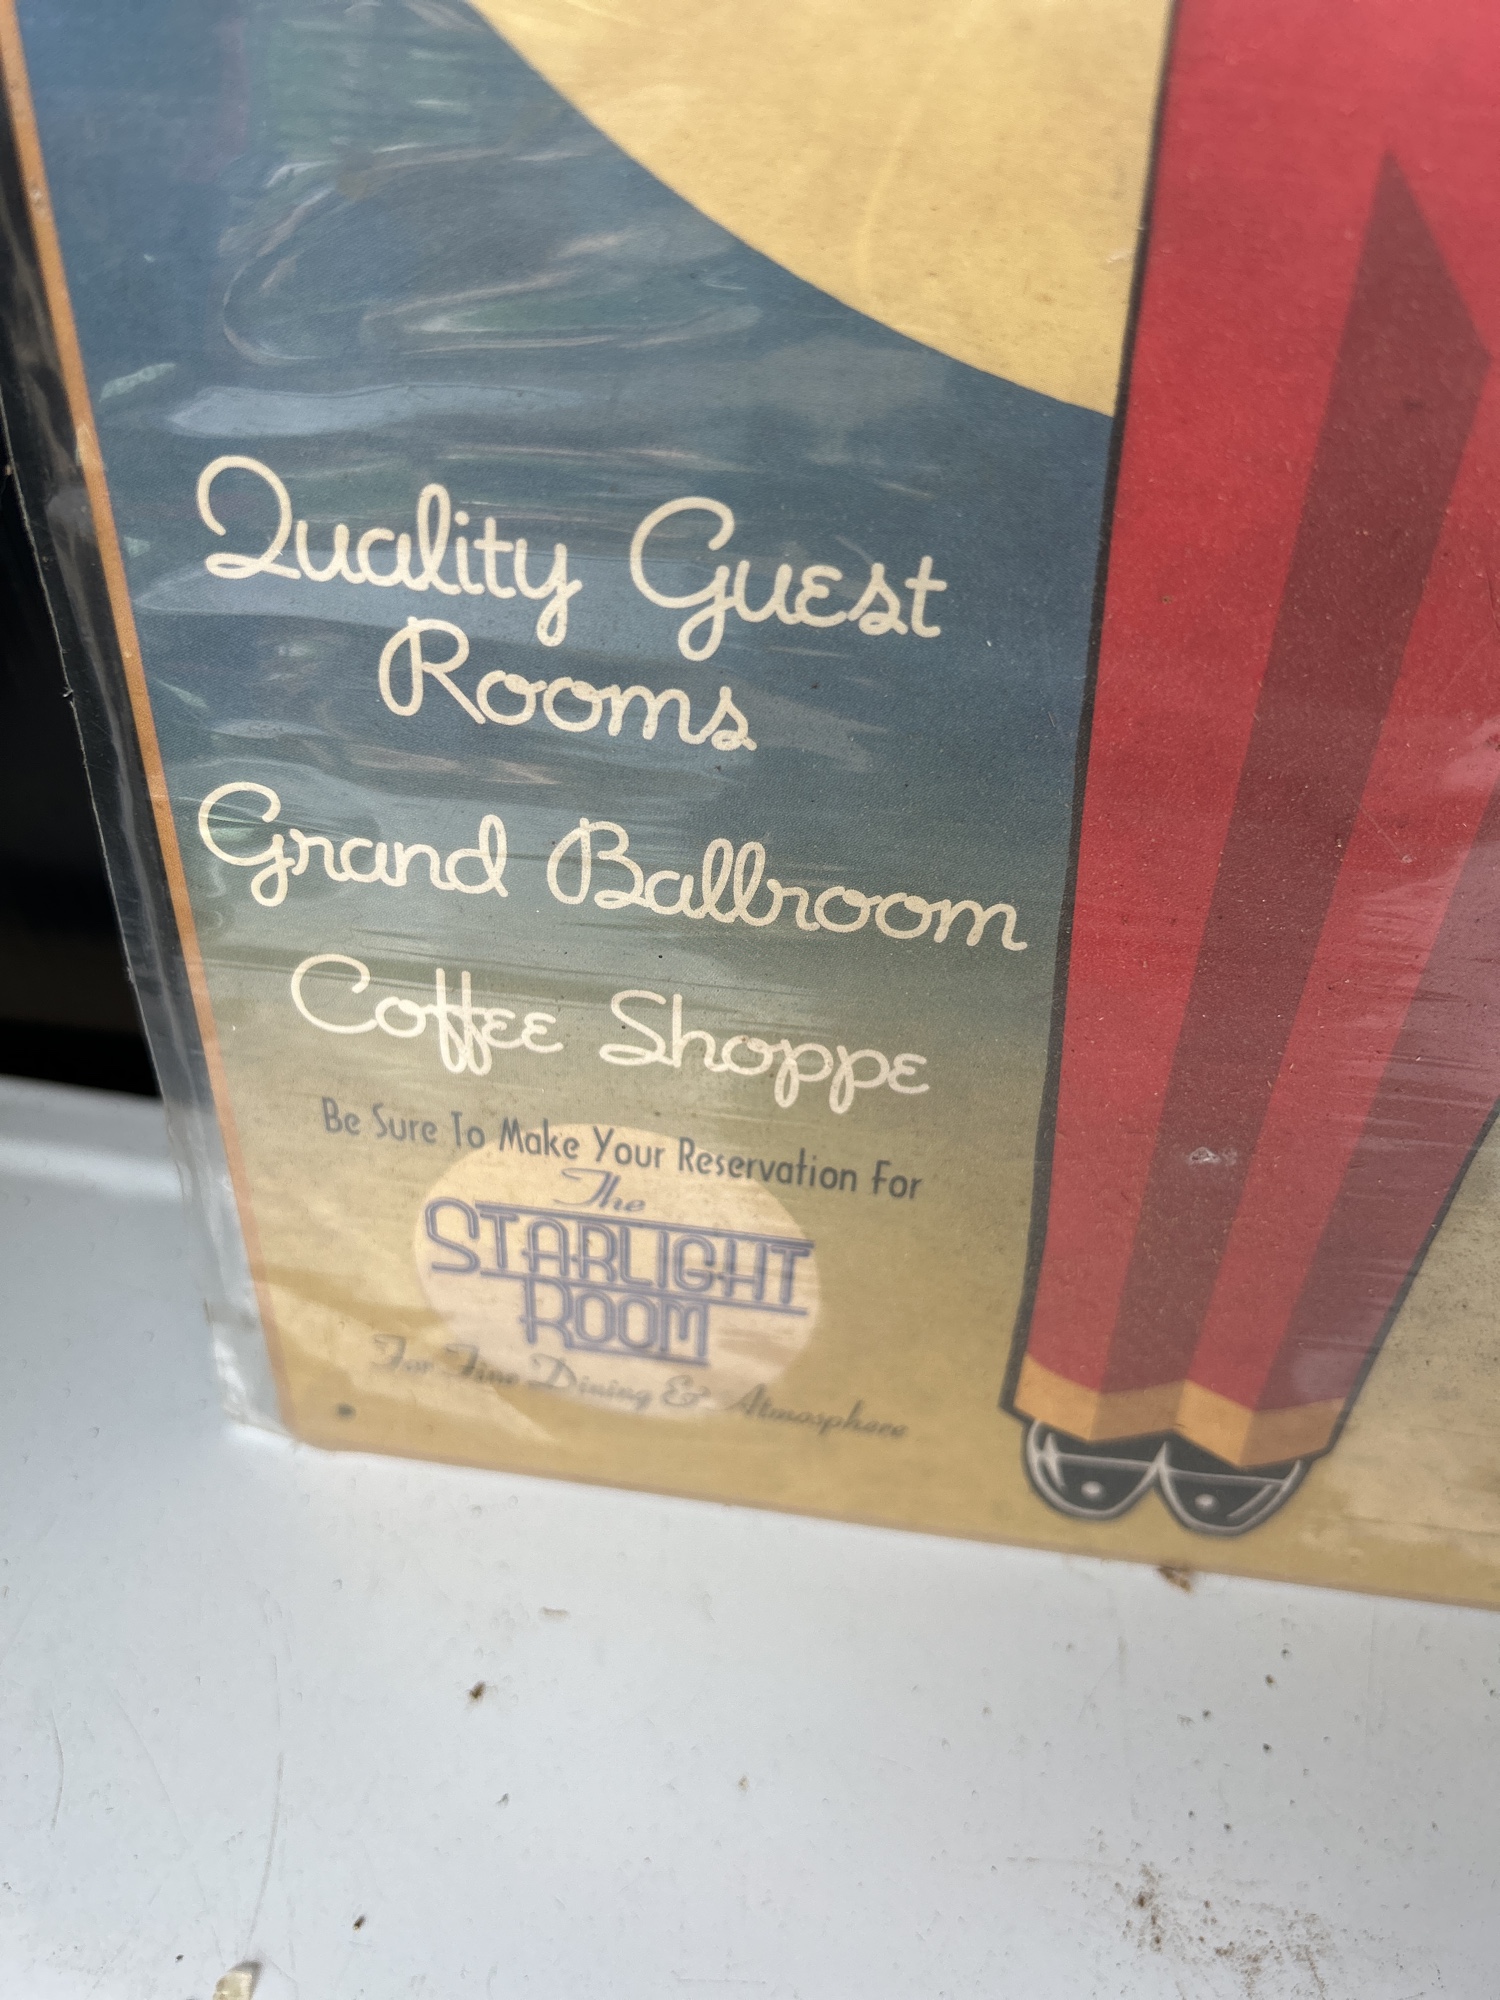 Quality Guest
Rooms
Grand Ballroom
Coffee Shoppe
Be Sure To Make Your Reservation For
The
STARLIGHT
ROOM
For Fine Dining & Atmosphere